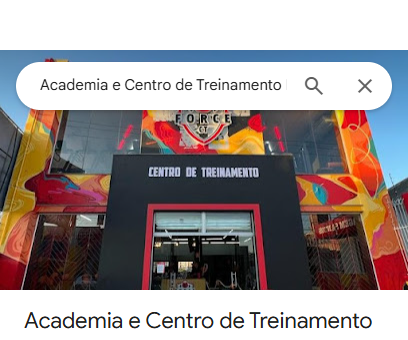 Academia e Centro de Treinamento
FORCE
CT
CENTRO DE TREINAMENTO
Academia e Centro de Treinamento